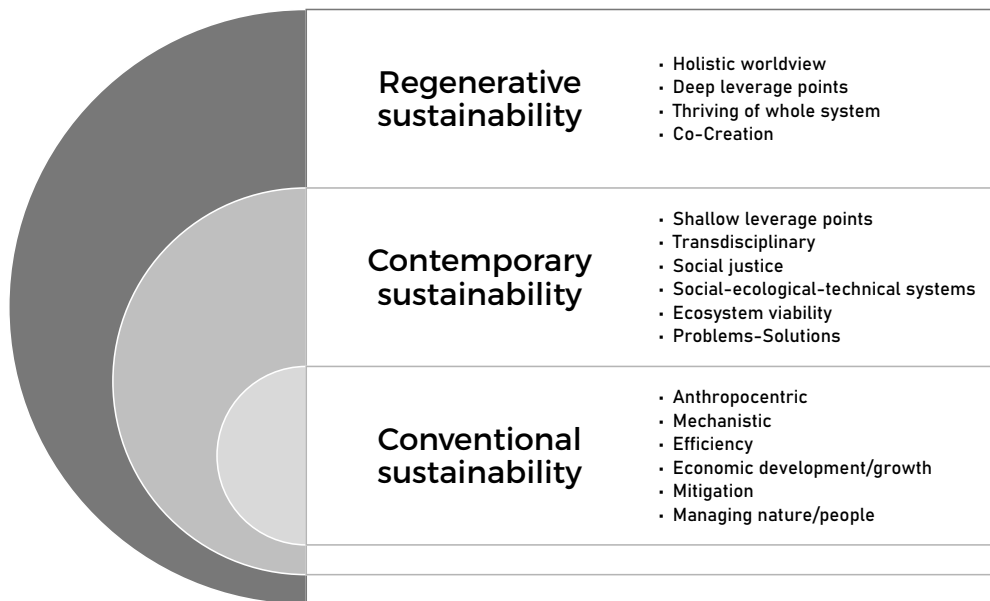 Regenerative
sustainability
· Holistic worldview
· Deep leverage points
· Thriving of whole system
· Co-Creation
Contemporary
sustainability
· Shallow leverage points
· Transdisciplinary
· Social justice
· Social-ecological-technical systems
· Ecosystem viability
· Problems-Solutions
Conventional
sustainability
· Anthropocentric
· Mechanistic
· Efficiency
· Economic development/growth
· Mitigation
· Managing nature/people